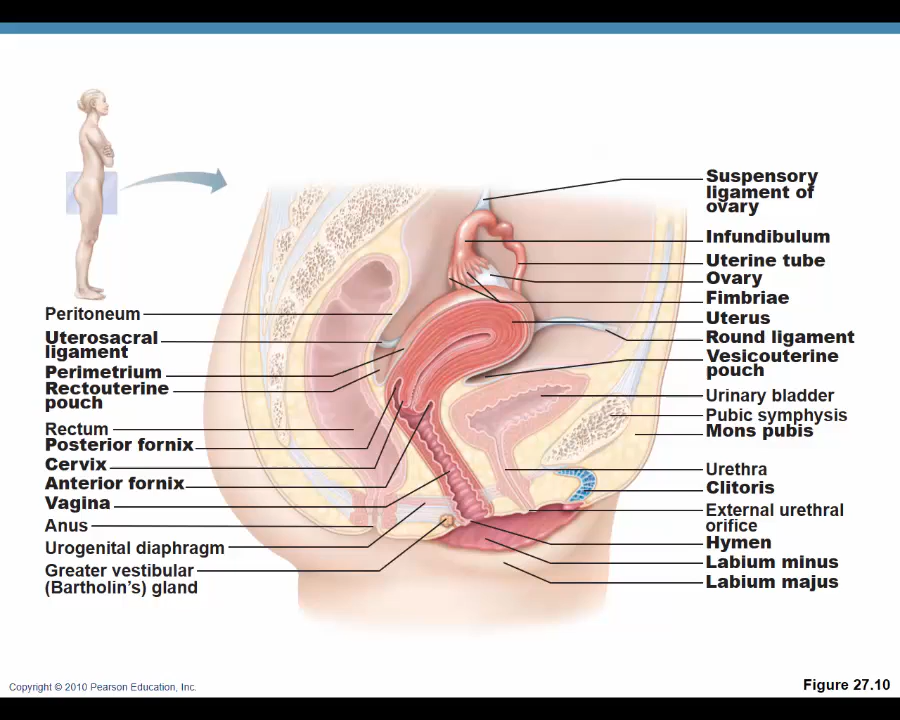 Suspensory
ligament of
ovary
Infundibulum
Uterine tube
Ovary
Fimbriae
Uterus
Round ligament
Vesicouterine
pouch
Urinary bladder
Pubic symphysis
Mons pubis
Urethra
Clitoris
External urethral
orifice
Hymen
Labium minus
Labium majus
Peritoneum
Uterosacral
ligament
Perimetrium
Rectouterine
pouch
Rectum
Posterior fornix
Cervix
Anterior fornix
Vagina
Anus
Urogenital diaphragm
Greater vestibular
(Bartholin's) gland
Copyright © 2010 Pearson Education, Inc.
Figure 27.10